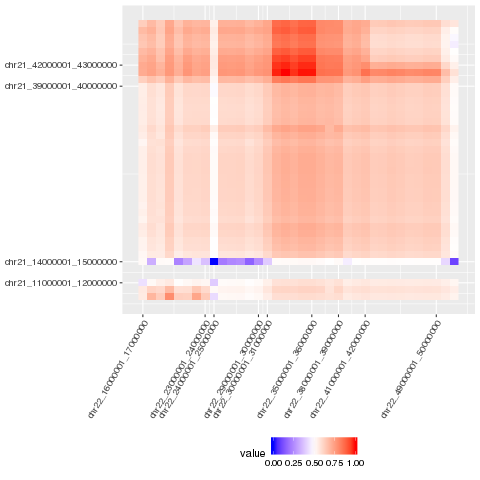 chr21_42000001_43000000
chr21_39000001_40000000
chr21_14000001_15000000
chr21_11000001_12000000
chr22_16000001_17000000
chr22_23000001_24000000
chr22_24000001_25000000
chr22_29000001_30000000
chr22_30000001_31000000
chr22_35000001_36000000
chr22_38000001_39000000
chr22_41000001_42000000
chr22_49000001_50000000
value
0.00 0.25 0.50 0.75 1.00